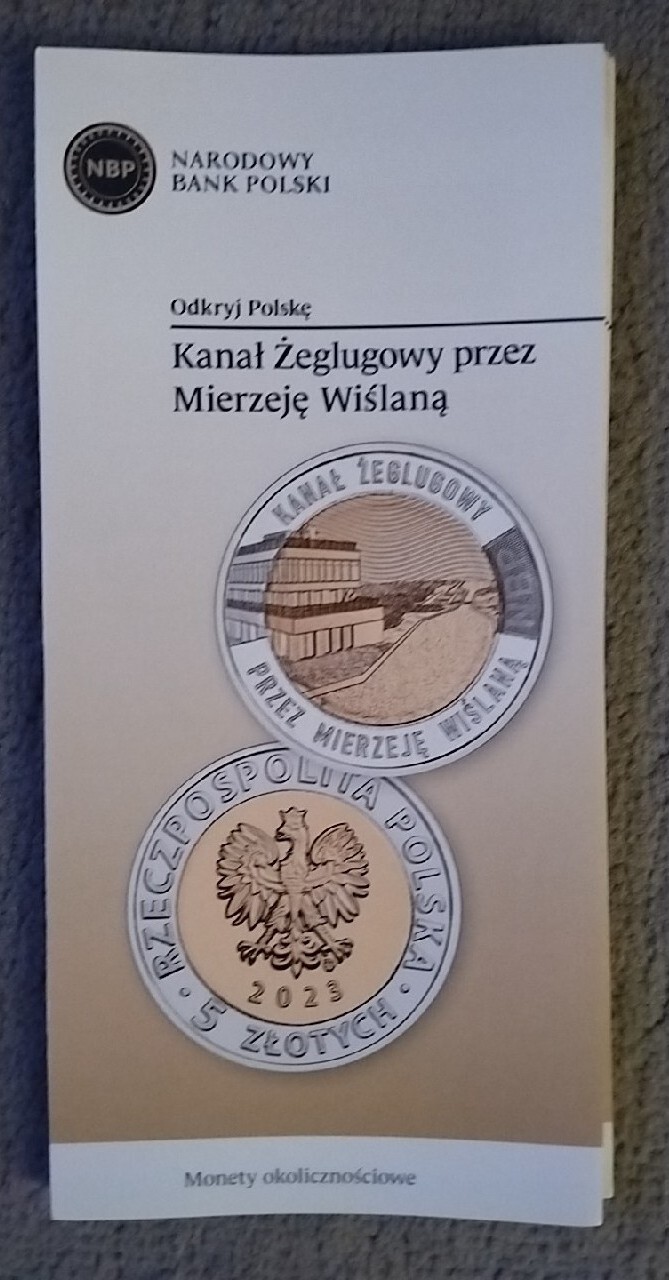 NBP
NARODOWY
BANK POLSKI
Odkryj Polskę
Kanał Żeglugowy przez
Mierzeję Wiślaną
KANAŁ ŻEGLUGOWY
PRZEZ MIERZEJĘ WIŚLANĄ
RZECZPOSPOLITA POLSKA
2023
5 ZŁOTYCH
Monety okolicznościowe